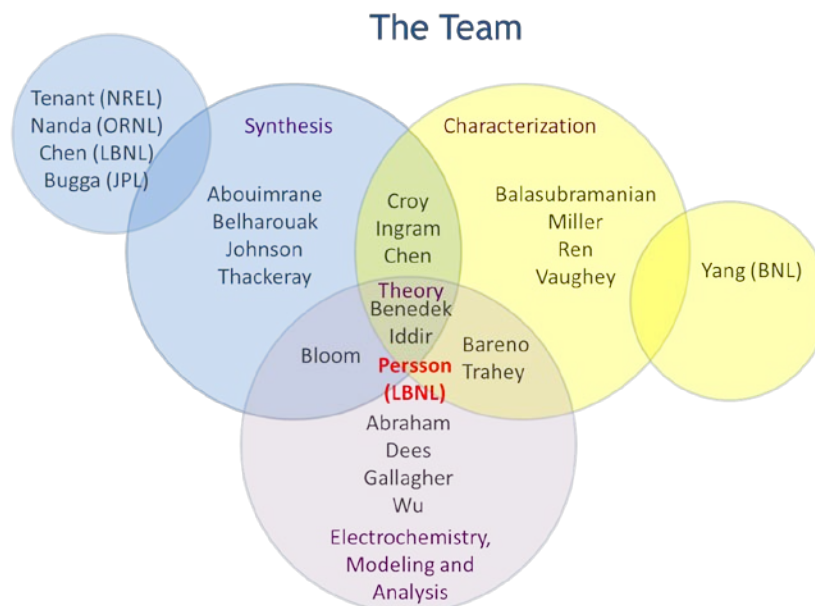 The Team
Tenant (NREL)
Nanda (ORNL)
Chen (LBNL)
Bugga (JPL)
Synthesis
Abouimrane
Belharouak
Johnson
Thackeray
Characterization
Croy
Ingram
Chen
Balasubramanian
Miller
Ren
Vaughey
Yang (BNL)
Theory
Benedek
Iddir
Bloom
Bareno
Trahey
Persson
(LBNL)
Abraham
Dees
Gallagher
Wu
Electrochemistry,
Modeling and
Analysis